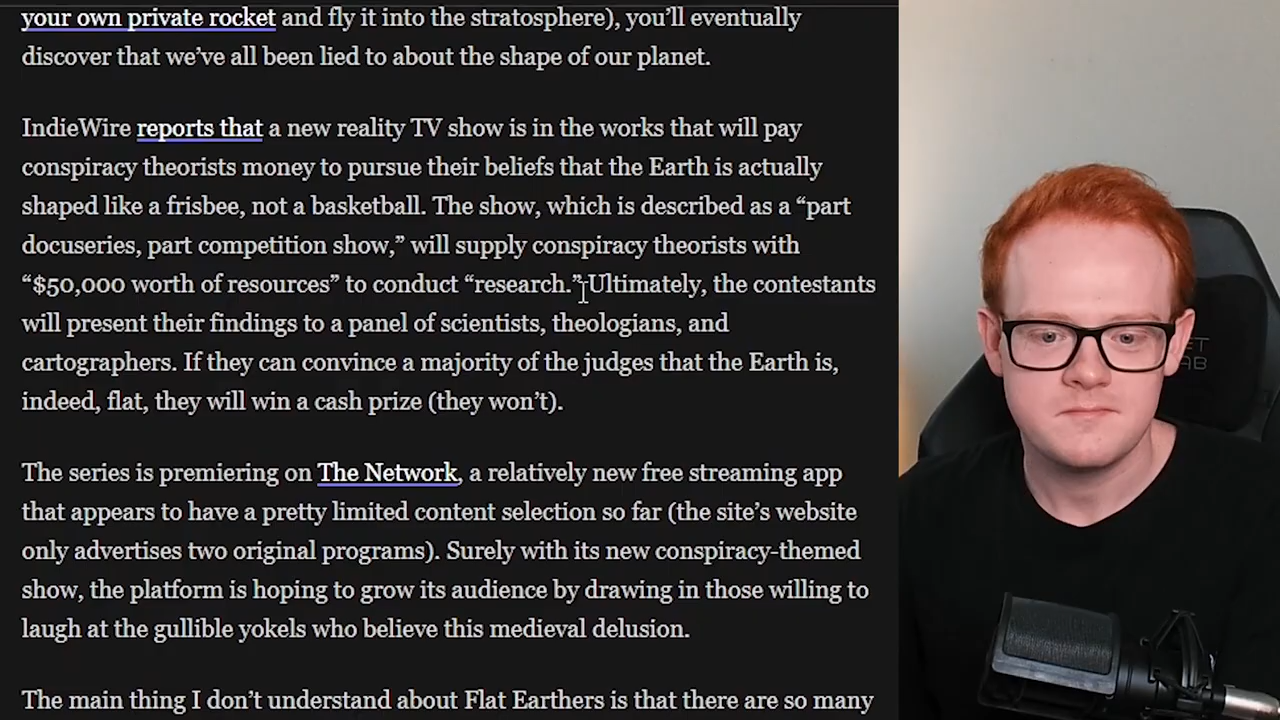 your own private rocket and fly it into the stratosphere), you’ll eventually
discover that we’ve all been lied to about the shape of our planet.
IndieWire reports that a new reality TV show is in the works that will pay
conspiracy theorists money to pursue their beliefs that the Earth is actually
shaped like a frisbee, not a basketball. The show, which is described as a “part
docuseries, part competition show,” will supply conspiracy theorists with
“$50,000 worth of resources” to conduct “research.” Ultimately, the contestants
will present their findings to a panel of scientists, theologians, and
cartographers. If they can convince a majority of the judges that the Earth is,
indeed, flat, they will win a cash prize (they won’t).
The series is premiering on The Network, a relatively new free streaming app
that appears to have a pretty limited content selection so far (the site’s website
only advertises two original programs). Surely with its new conspiracy-themed
show, the platform is hoping to grow its audience by drawing in those willing to
laugh at the gullible yokels who believe this medieval delusion.
The main thing I don’t understand about Flat Earthers is that there are so many